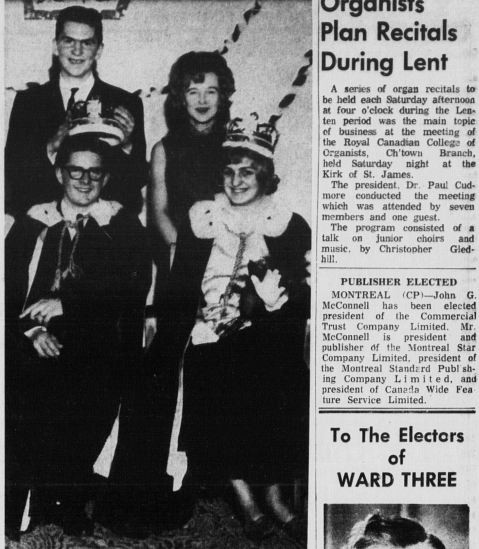 Organists
Plan Recitals
During Lent
A series of organ recitals to
be held each Saturday afternoon
at four o'clock during the Len-
ten period was the main topic
of business at the meeting of
the Royal Canadian College of
Organists, Ch'town Branch,
held Saturday night at the
Kirk of St. James.
The president, Dr. Paul Cud-
more conducted the meeting
which was attended by seven
members and one guest.
The program consisted of a
talk on junior choirs and
music, by Christopher Gled-
hill.
PUBLISHER ELECTED
MONTREAL (CP)—John G.
McConnell has been elected
president of the Commercial
Trust Company Limited. Mr.
McConnell is president and
publisher of the Montreal Star
Company Limited, president of
the Montreal Standard Publish-
ing Company Limited, and
president of Canada Wide Fea
ture Service Limited.
To The Electors
of
WARD THREE